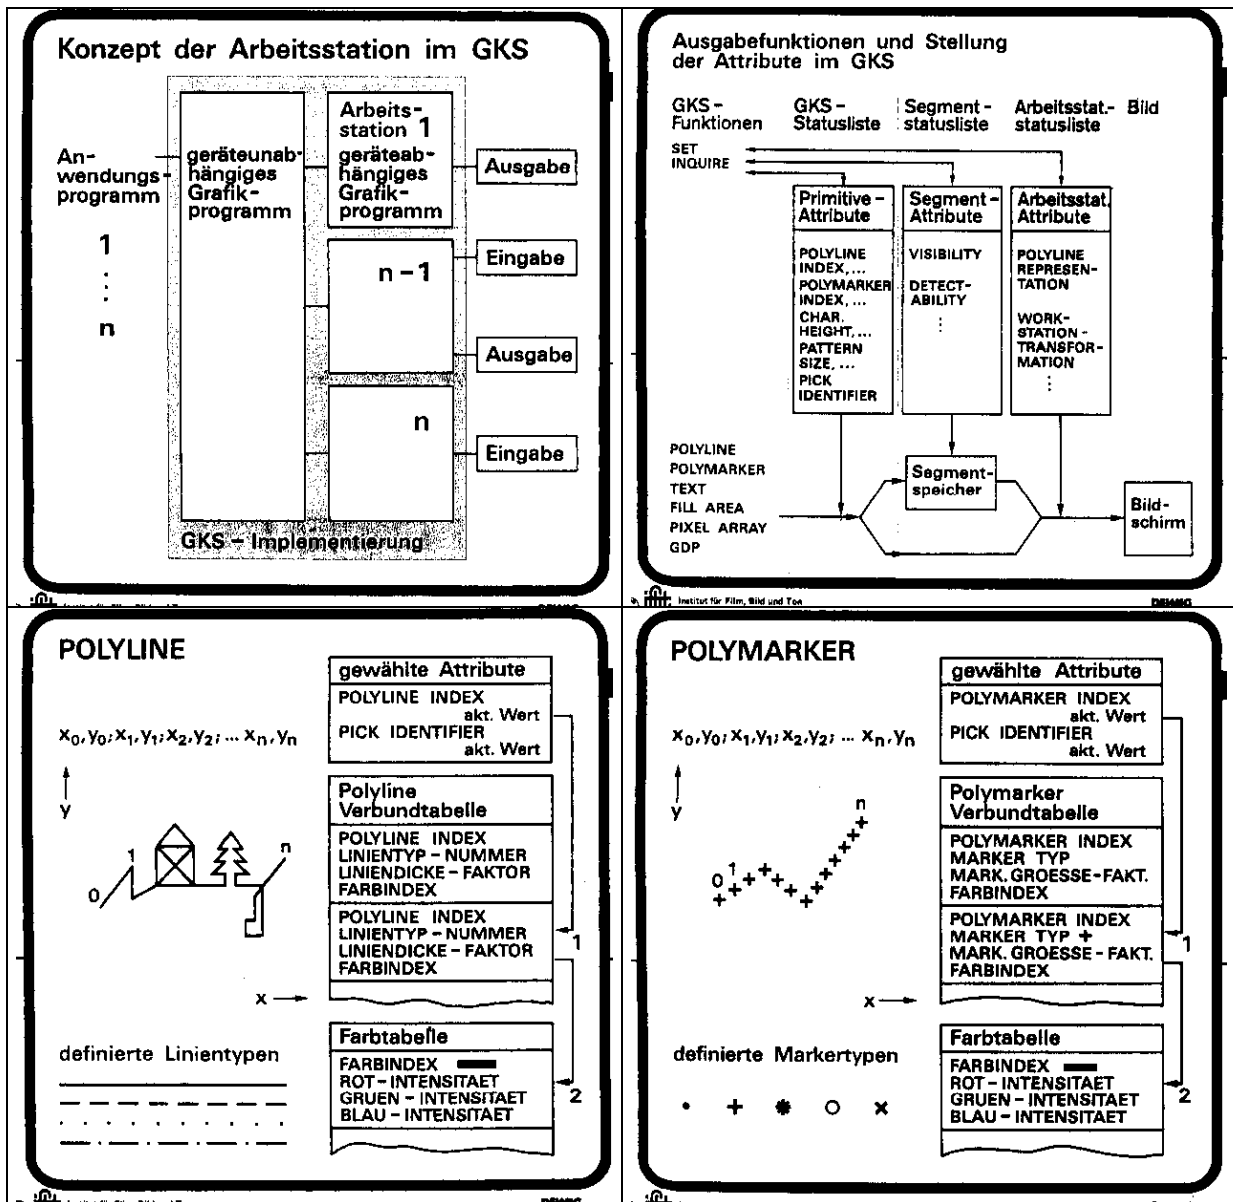 Konzept der Arbeitsstation im GKS
An-
wendungs-
programm
1
n
geräteunab-
hängiges
Grafik-
programm
Arbeits-
station 1
geräteab-
hängiges
Grafik-
programm
n-1
n
Ausgabe
Eingabe
Ausgabe
Eingabe
GKS - Implementierung
Ausgabefunktionen und Stellung
der Attribute im GKS
GKS -
Funktionen
GKS -
Statusliste
Segment -
statusliste
Arbeitsstat.-
statusliste
Bild
SET
INQUIRE
Primitive -
Attribute
POLYLINE
INDEX,...
POLYMARKER
INDEX,...
CHAR.
HEIGHT,...
PATTERN
SIZE,...
PICK
IDENTIFIER
Segment -
Attribute
VISIBILITY
DETECT-
ABILITY
Arbeitsstat.
Attribute
POLYLINE
REPRESEN-
TATION
WORK-
STATION -
TRANSFOR-
MATION
POLYLINE
POLYMARKER
TEXT
FILL AREA
PIXEL ARRAY
GDP
Segment-
speicher
Bild-
schirm
Institut für Film, Bild und Ton
POLYLINE
x₀,y₀;x₁,y₁;x₂,y₂; ... xₙ,yₙ
y
0
1
n
x
definierte Linientypen
gewählte Attribute
POLYLINE INDEX
akt. Wert
PICK IDENTIFIER
akt. Wert
Polyline
Verbundtabelle
POLYLINE INDEX
LINIENTYP - NUMMER
LINIENDICKE - FAKTOR
FARBINDEX
POLYLINE INDEX
LINIENTYP - NUMMER
LINIENDICKE - FAKTOR
FARBINDEX
1
Farbtabelle
FARBINDEX
ROT - INTENSITAET
GRUEN - INTENSITAET
BLAU - INTENSITAET
2
POLYMARKER
x₀,y₀;x₁,y₁;x₂,y₂; ... xₙ,yₙ
y
0
1
n
x
definierte Markertypen
gewählte Attribute
POLYMARKER INDEX
akt. Wert
PICK IDENTIFIER
akt. Wert
Polymarker
Verbundtabelle
POLYMARKER INDEX
MARKER TYP
MARK. GROESSE - FAKT.
FARBINDEX
POLYMARKER INDEX
MARKER TYP +
MARK. GROESSE - FAKT.
FARBINDEX
1
Farbtabelle
FARBINDEX
ROT - INTENSITAET
GRUEN - INTENSITAET
BLAU - INTENSITAET
2